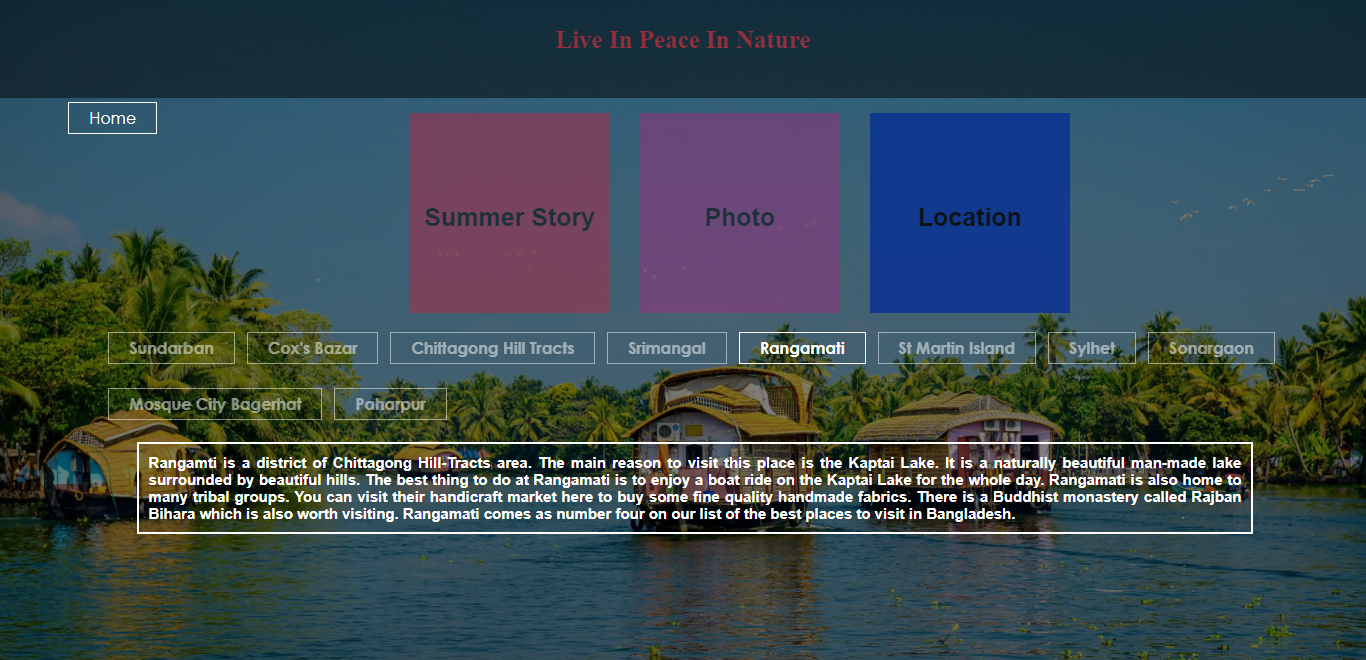 Live In Peace In Nature
Home
Summer Story
Photo
Location
Sundarban
Cox's Bazar
Chittagong Hill Tracts
Srimangal
Rangamati
St Martin Island
Sylhet
Sonargaon
Mosque City Bagerhat
Paharpur
Rangamti is a district of Chittagong Hill-Tracts area. The main reason to visit this place is the Kaptai Lake. It is a naturally beautiful man-made lake
surrounded by beautiful hills. The best thing to do at Rangamati is to enjoy a boat ride on the Kaptai Lake for the whole day. Rangamati is also home to
many tribal groups. You can visit their handicraft market here to buy some fine quality handmade fabrics. There is a Buddhist monastery called Rajban
Bihara which is also worth visiting. Rangamati comes as number four on our list of the best places to visit in Bangladesh.